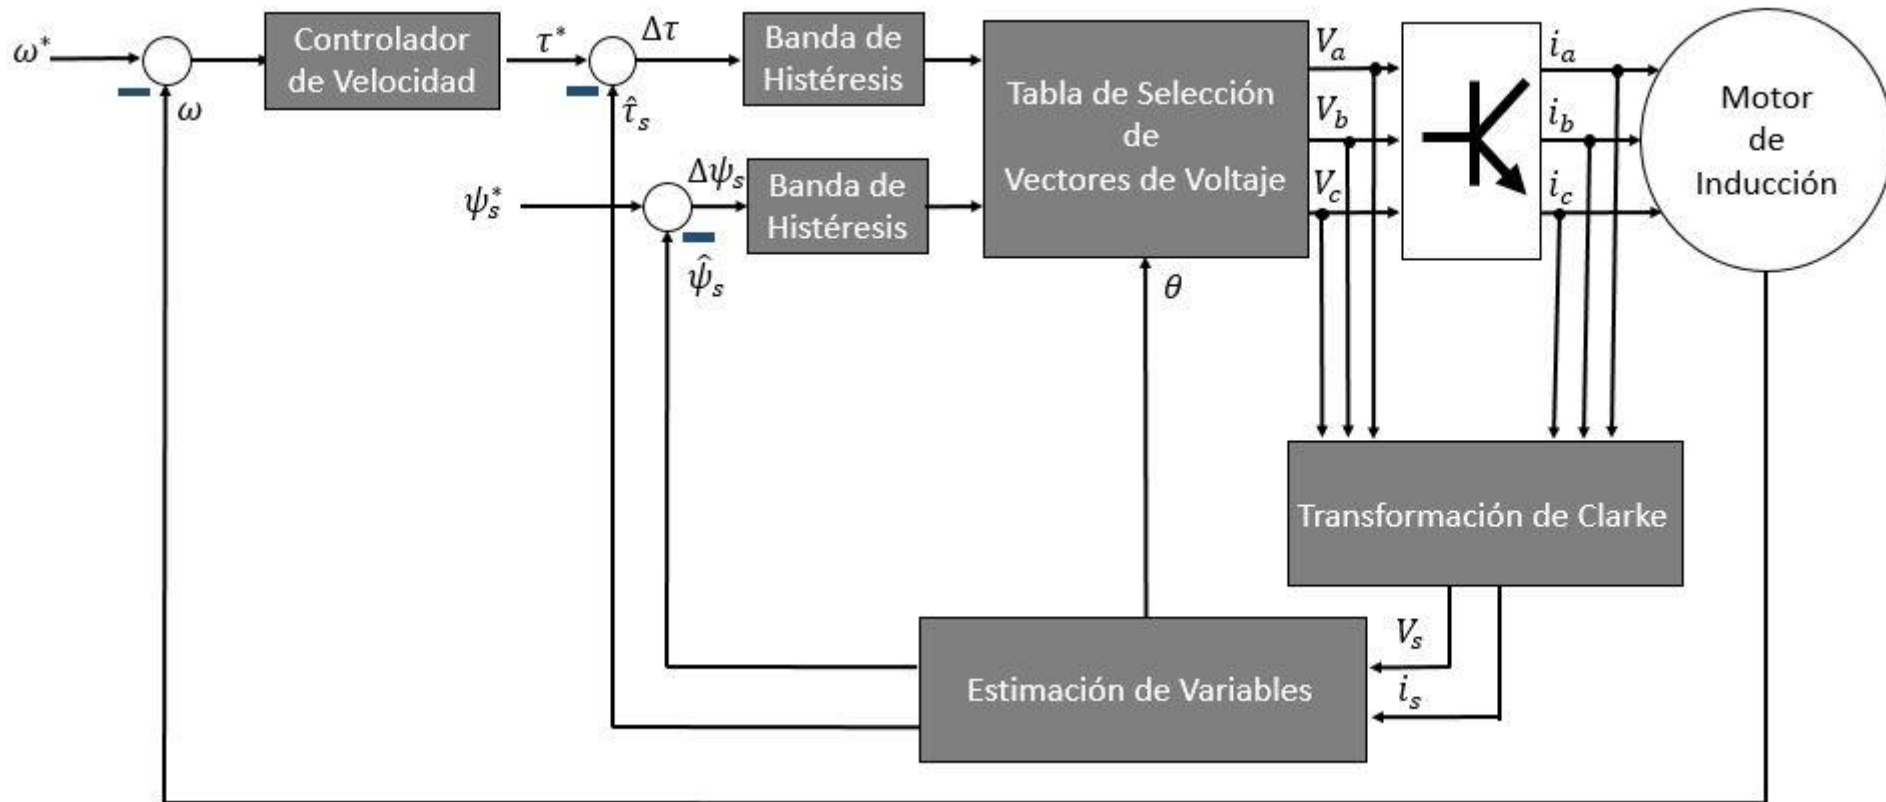 ω*
ω
Controlador
de Velocidad
τ*
Δτ
τ̂s
Banda de
Histéresis
ψs*
Δψs
ψ̂s
Banda de
Histéresis
Tabla de Selección
de
Vectores de Voltaje
θ
Va
Vb
Vc
ia
ib
ic
Motor
de
Inducción
Transformación de Clarke
Vs
is
Estimación de Variables